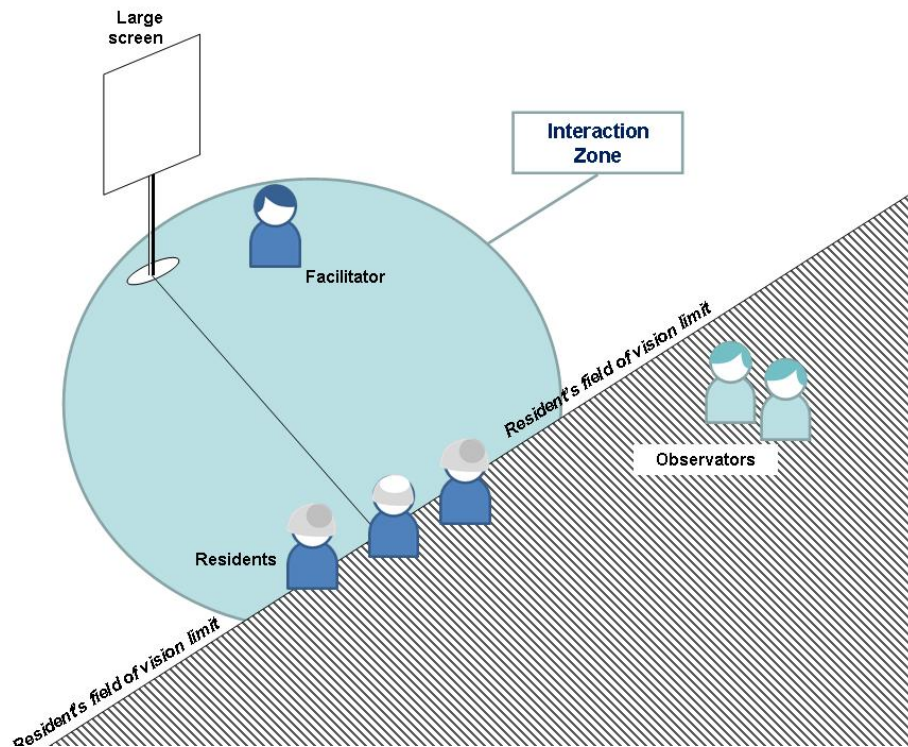 Large
screen
Interaction
Zone
Facilitator
Resident's field of vision limit
Observators
Residents
Resident's field of vision limit